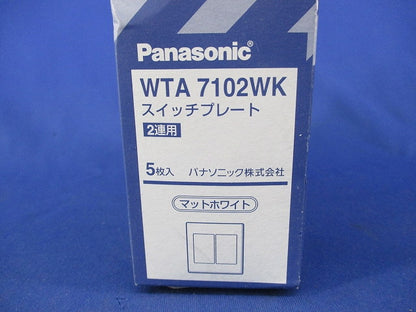 Panasonic®
WTA 7102WK
スイッチプレート
2連用
5枚入 パナソニック株式会社
マットホワイト